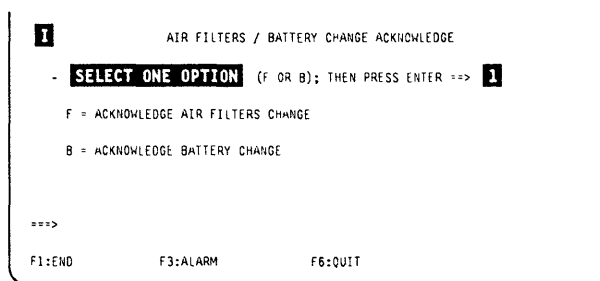 I AIR FILTERS / BATTERY CHANGE ACKNOWLEDGE
- SELECT ONE OPTION (F OR B); THEN PRESS ENTER ==> 1
F = ACKNOWLEDGE AIR FILTERS CHANGE
B = ACKNOWLEDGE BATTERY CHANGE
===>
F1:END F3:ALARM F6:QUIT